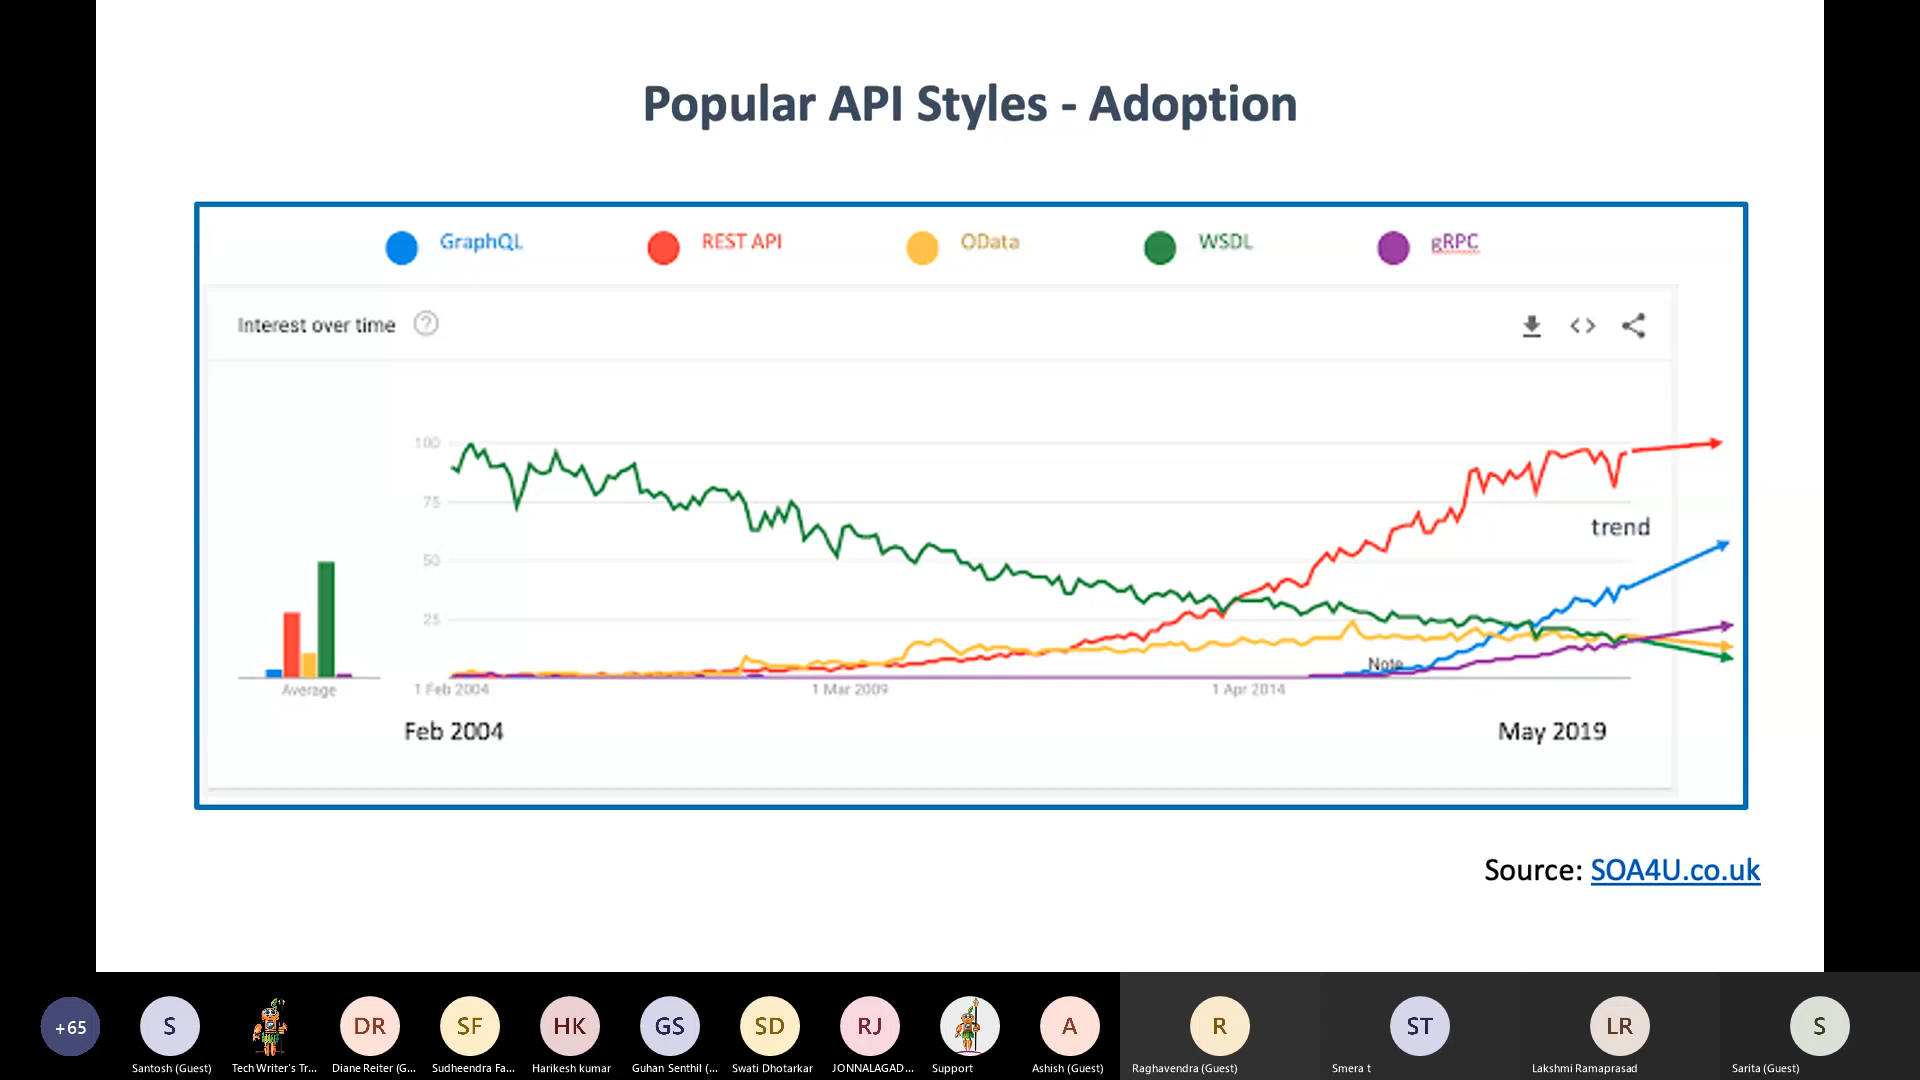 Popular API Styles - Adoption
GraphQL REST API OData WSDL gRPC
Interest over time ?
100
75
50
25
trend
Note
Average
1 Feb 2004 1 Mar 2009 1 Apr 2014
Feb 2004 May 2019
Source: SOA4U.co.uk
+65 S DR SF HK GS SD RJ A R ST LR S
Santosh (Guest) Tech Writer's Tr... Diane Reiter (G... Sudheendra Fa... Harikesh kumar Guhan Senthil (... Swati Dhotarkar JONNALAGAD... Support Ashish (Guest) Raghavendra (Guest) Smera t Lakshmi Ramaprasad Sarita (Guest)